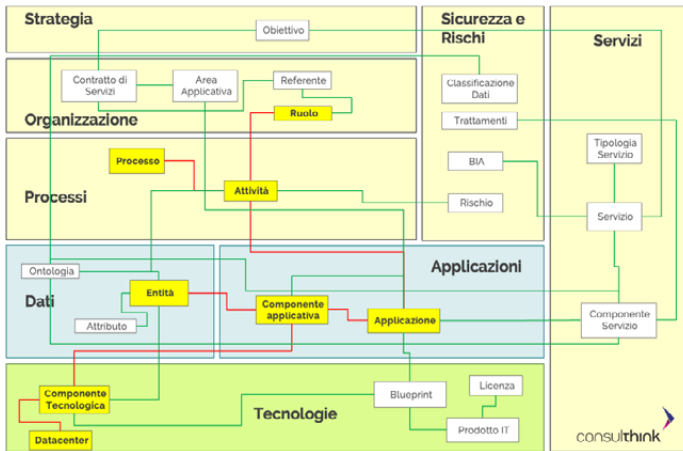 Strategia
Obiettivo
Sicurezza e
Rischi
Servizi
Contratto di
Servizi
Area
Applicativa
Referente
Ruolo
Organizzazione
Classificazione
Dati
Trattamenti
Tipologia
Servizio
Processo
BIA
Attività
Processi
Rischio
Servizio
Ontologia
Applicazioni
Dati
Entità
Attributo
Componente
applicativa
Applicazione
Componente
Servizio
Componente
Tecnologica
Blueprint
Licenza
Tecnologie
Prodotto IT
Datacenter
consulthink